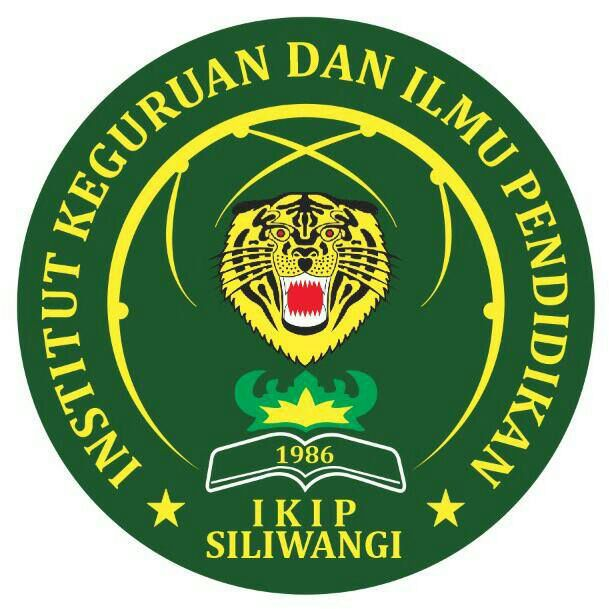 INSTITUT KEGURUAN DAN ILMU PENDIDIKAN
1986
IKIP
SILIWANGI